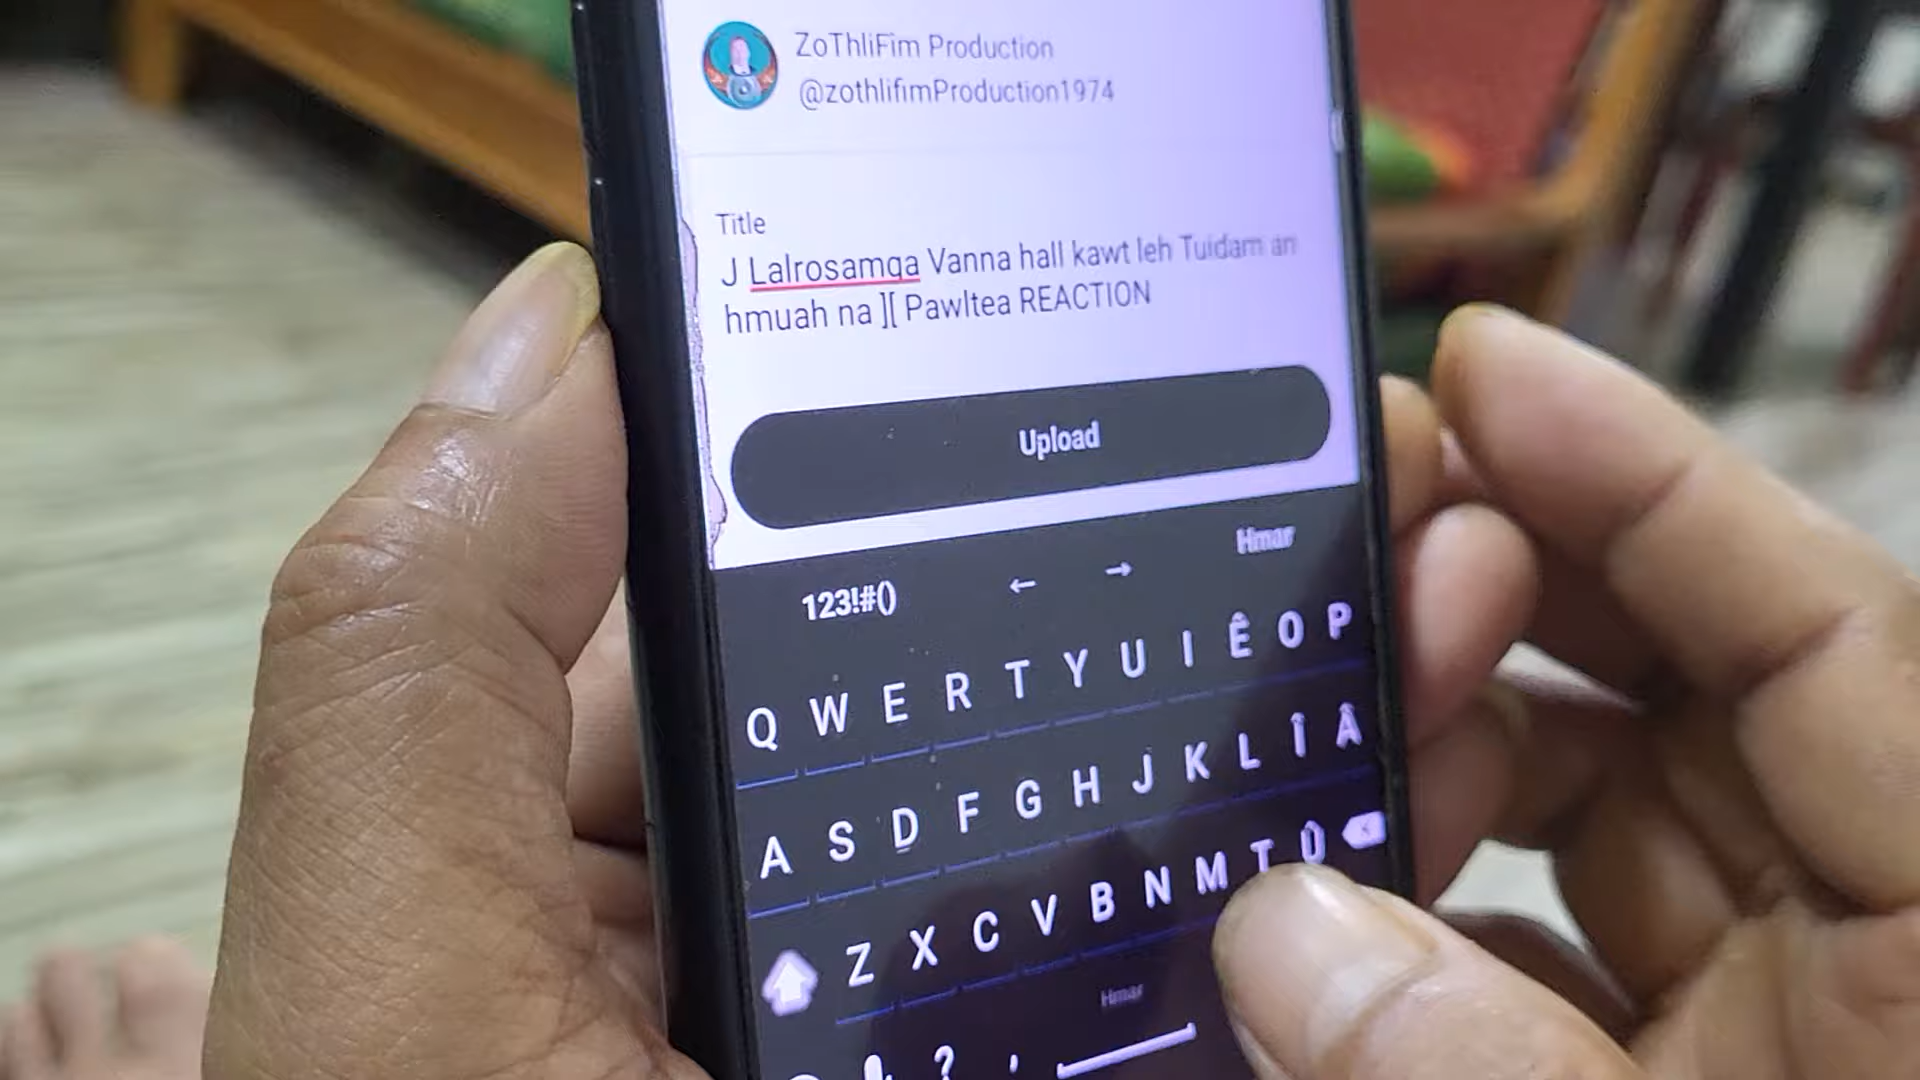 ZoThliFim Production
@zothlifimProduction1974
Title
J Lalrosamga Vanna hall kawt leh Tuidam an
hmuah na ][ Pawltea REACTION
Upload
123!#() ← → Hmar
Q W E R T Y U I Ê O P
A S D F G H J K L Î Â
Z X C V B N M Ṭ Û
Hmar
? ,